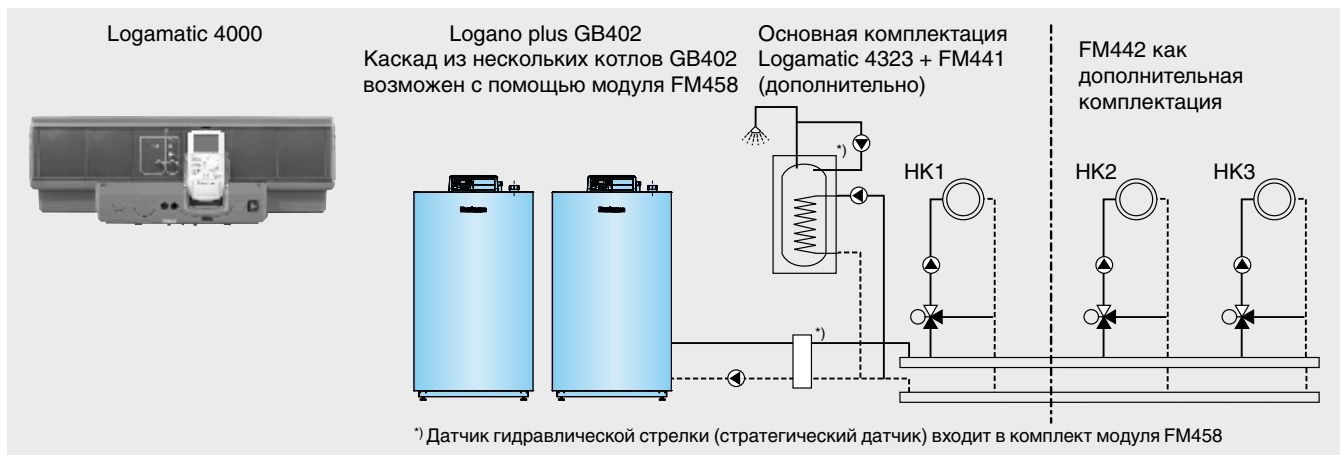 Logamatic 4000
Logano plus GB402
Каскад из нескольких котлов GB402
возможен с помощью модуля FM458
Основная комплектация
Logamatic 4323 + FM441
(дополнительно)
FM442 как
дополнительная
комплектация
*)
HK1
HK2
HK3
*)
*) Датчик гидравлической стрелки (стратегический датчик) входит в комплект модуля FM458